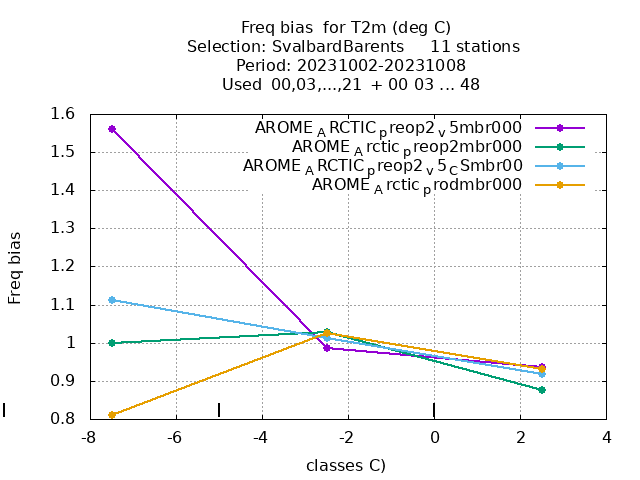 Freq bias for T2m (deg C)
Selection: SvalbardBarents 11 stations
Period: 20231002-20231008
Used 00,03,...,21 + 00 03 ... 48
1.6
1.5
1.4
1.3
1.2
1.1
1
0.9
0.8
AROME_ARCTIC_preop2_v5mbr000
AROME_Arctic_preop2mbr000
AROME_ARCTIC_preop2_v5_CSmbr00
AROME_Arctic_prodmbr000
Freq bias
-8 -6 -4 -2 0 2 4
classes C)